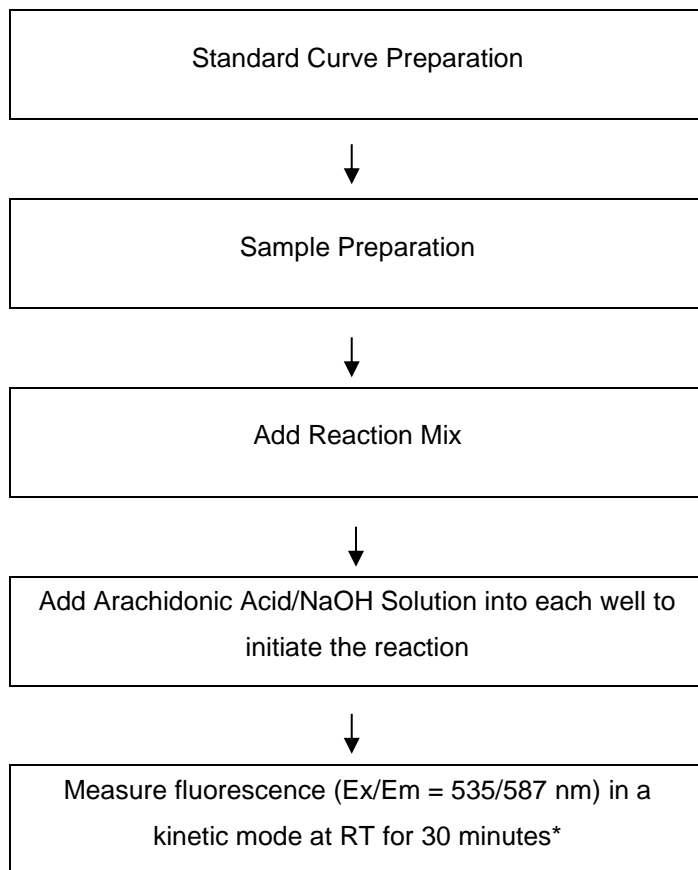 Standard Curve Preparation
Sample Preparation
Add Reaction Mix
Add Arachidonic Acid/NaOH Solution into each well to
initiate the reaction
Measure fluorescence (Ex/Em = 535/587 nm) in a
kinetic mode at RT for 30 minutes*